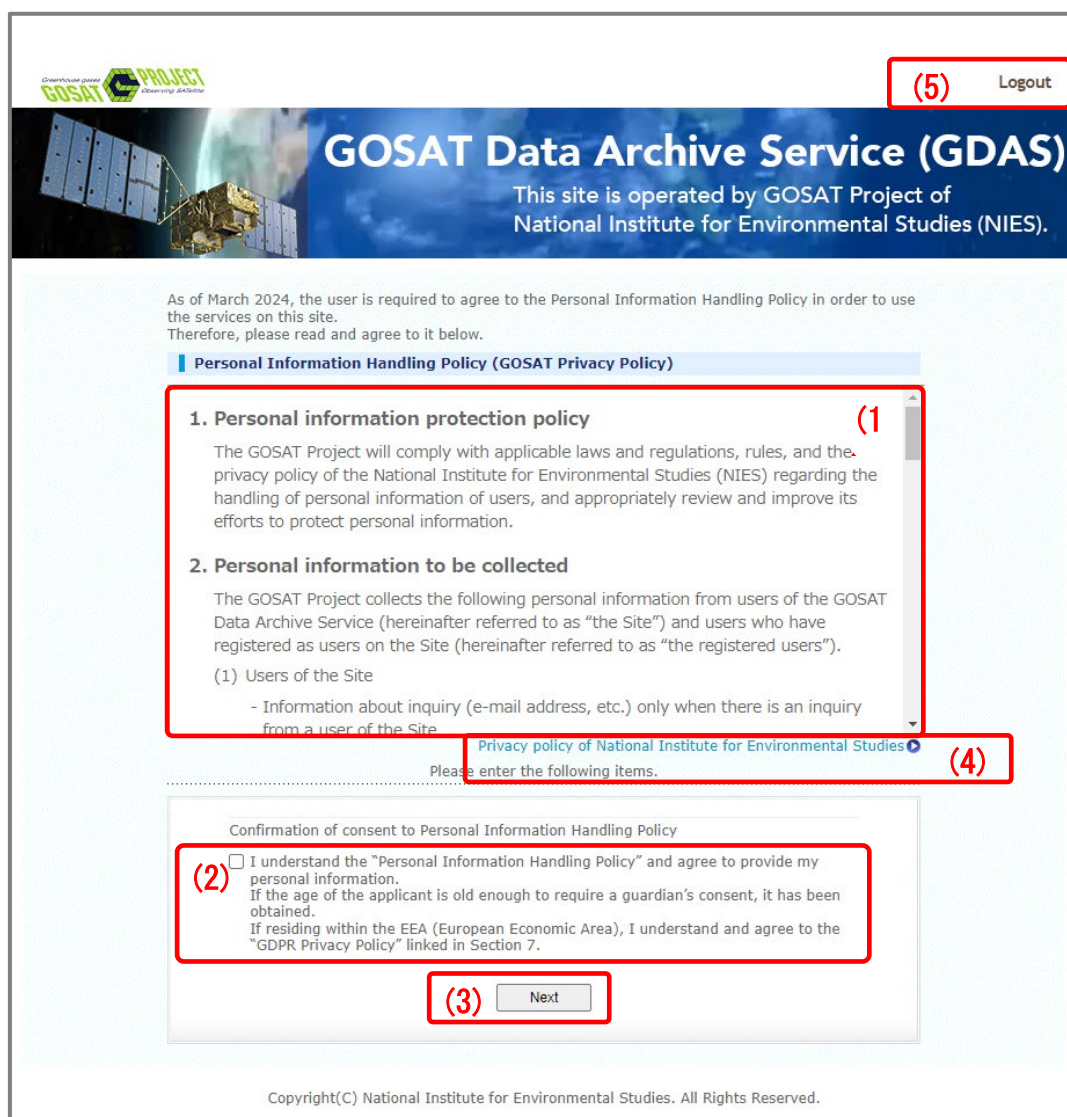 Greenhouse gases
GOSAT
PROJECT
Observing SATellite
(5) Logout
GOSAT Data Archive Service (GDAS)
This site is operated by GOSAT Project of
National Institute for Environmental Studies (NIES).
As of March 2024, the user is required to agree to the Personal Information Handling Policy in order to use
the services on this site.
Therefore, please read and agree to it below.
Personal Information Handling Policy (GOSAT Privacy Policy)
(1
1. Personal information protection policy
The GOSAT Project will comply with applicable laws and regulations, rules, and the
privacy policy of the National Institute for Environmental Studies (NIES) regarding the
handling of personal information of users, and appropriately review and improve its
efforts to protect personal information.
2. Personal information to be collected
The GOSAT Project collects the following personal information from users of the GOSAT
Data Archive Service (hereinafter referred to as “the Site”) and users who have
registered as users on the Site (hereinafter referred to as “the registered users”).
(1) Users of the Site
- Information about inquiry (e-mail address, etc.) only when there is an inquiry
from a user of the Site
Privacy policy of National Institute for Environmental Studies
(4)
Please enter the following items.
Confirmation of consent to Personal Information Handling Policy
(2)
I understand the “Personal Information Handling Policy” and agree to provide my
personal information.
If the age of the applicant is old enough to require a guardian’s consent, it has been
obtained.
If residing within the EEA (European Economic Area), I understand and agree to the
“GDPR Privacy Policy” linked in Section 7.
(3) Next
Copyright(C) National Institute for Environmental Studies. All Rights Reserved.